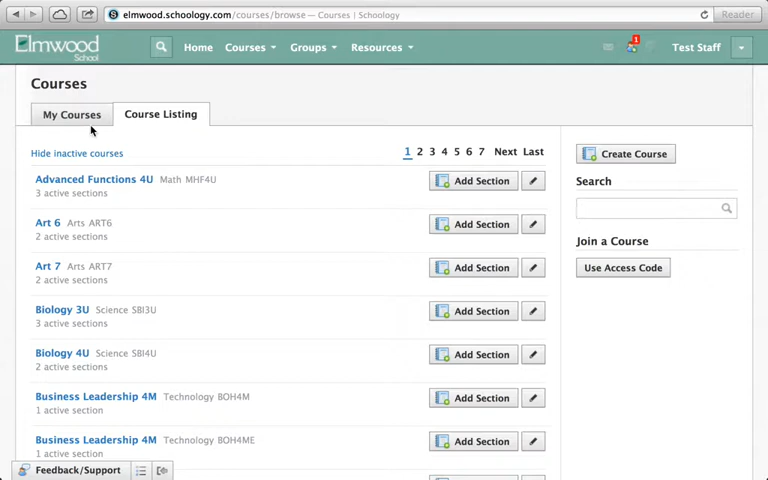 elmwood.schoology.com/courses/browse — Courses | Schoology
Reader
Elmwood
School
Home Courses Groups Resources 1 Test Staff
Courses
My Courses Course Listing
Hide inactive courses 1 2 3 4 5 6 7 Next Last
Create Course
Advanced Functions 4U Math MHF4U
3 active sections
Add Section
Search
Art 6 Arts ART6
2 active sections
Add Section
Join a Course
Use Access Code
Art 7 Arts ART7
2 active sections
Add Section
Biology 3U Science SBI3U
3 active sections
Add Section
Biology 4U Science SBI4U
2 active sections
Add Section
Business Leadership 4M Technology BOH4M
1 active section
Add Section
Business Leadership 4M Technology BOH4ME
1 active section
Add Section
Feedback/Support